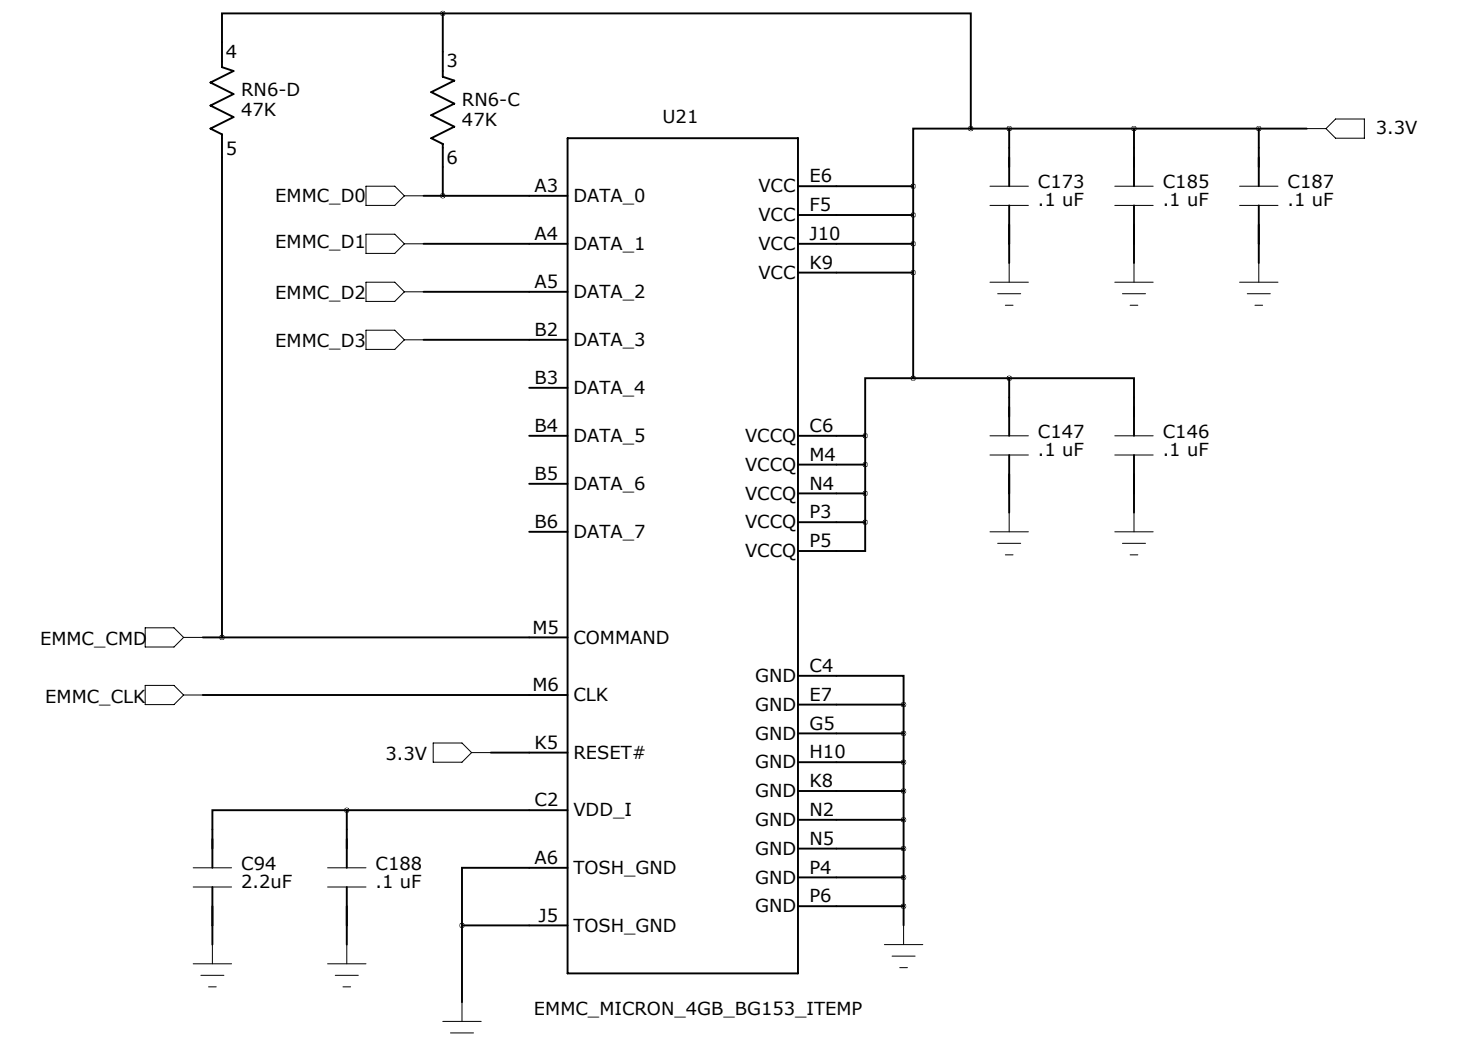 4
RN6-D
47K
5
3
RN6-C
47K
6
U21
3.3V
EMMC_D0
A3
DATA_0
EMMC_D1
A4
DATA_1
EMMC_D2
A5
DATA_2
EMMC_D3
B2
DATA_3
B3
DATA_4
B4
DATA_5
B5
DATA_6
B6
DATA_7
EMMC_CMD
M5
COMMAND
EMMC_CLK
M6
CLK
3.3V
K5
RESET#
C2
VDD_I
C94
2.2uF
C188
.1 uF
A6
TOSH_GND
J5
TOSH_GND
VCC
E6
VCC
F5
VCC
J10
VCC
K9
C173
.1 uF
C185
.1 uF
C187
.1 uF
VCCQ
C6
VCCQ
M4
VCCQ
N4
VCCQ
P3
VCCQ
P5
C147
.1 uF
C146
.1 uF
GND
C4
GND
E7
GND
G5
GND
H10
GND
K8
GND
N2
GND
N5
GND
P4
GND
P6
EMMC_MICRON_4GB_BG153_ITEMP